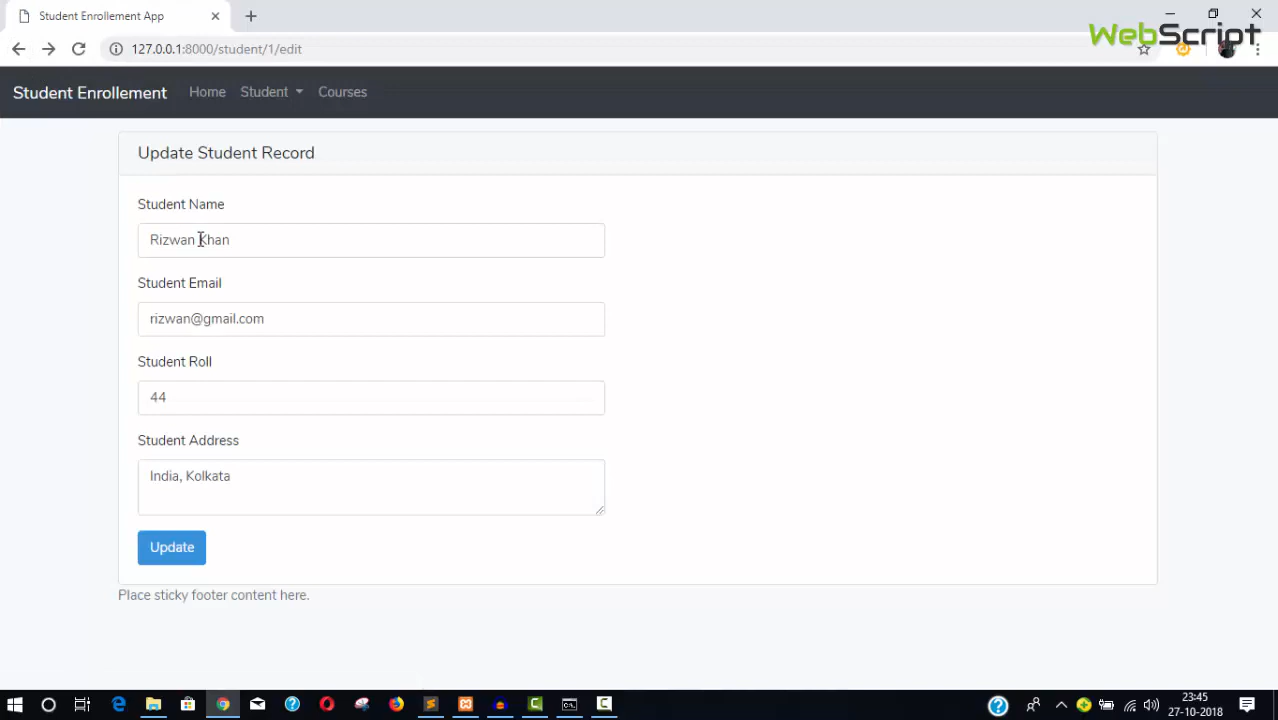 Student Enrollement App
WebScript
127.0.0.1:8000/student/1/edit
Student Enrollement Home Student Courses
Update Student Record
Student Name
Rizwan Khan
Student Email
rizwan@gmail.com
Student Roll
44
Student Address
India, Kolkata
Update
Place sticky footer content here.
23:45
27-10-2018